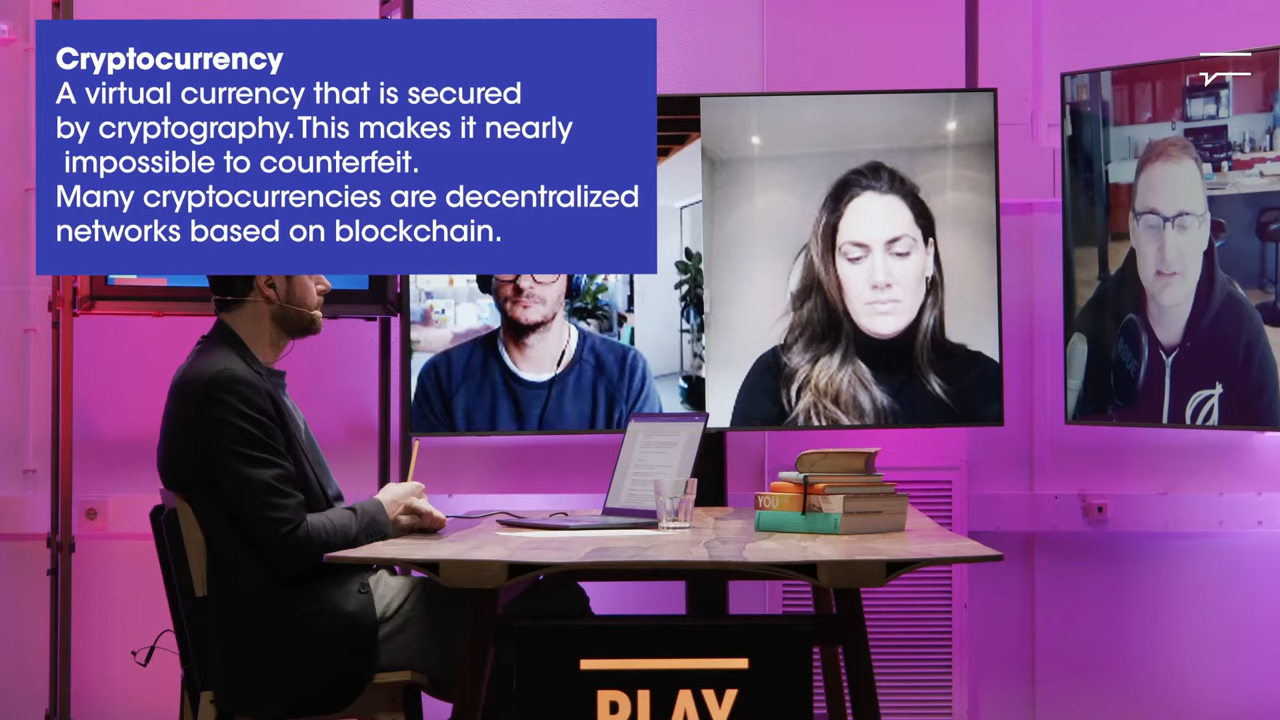 Cryptocurrency
A virtual currency that is secured
by cryptography. This makes it nearly
impossible to counterfeit.
Many cryptocurrencies are decentralized
networks based on blockchain.
YOU
PLAY